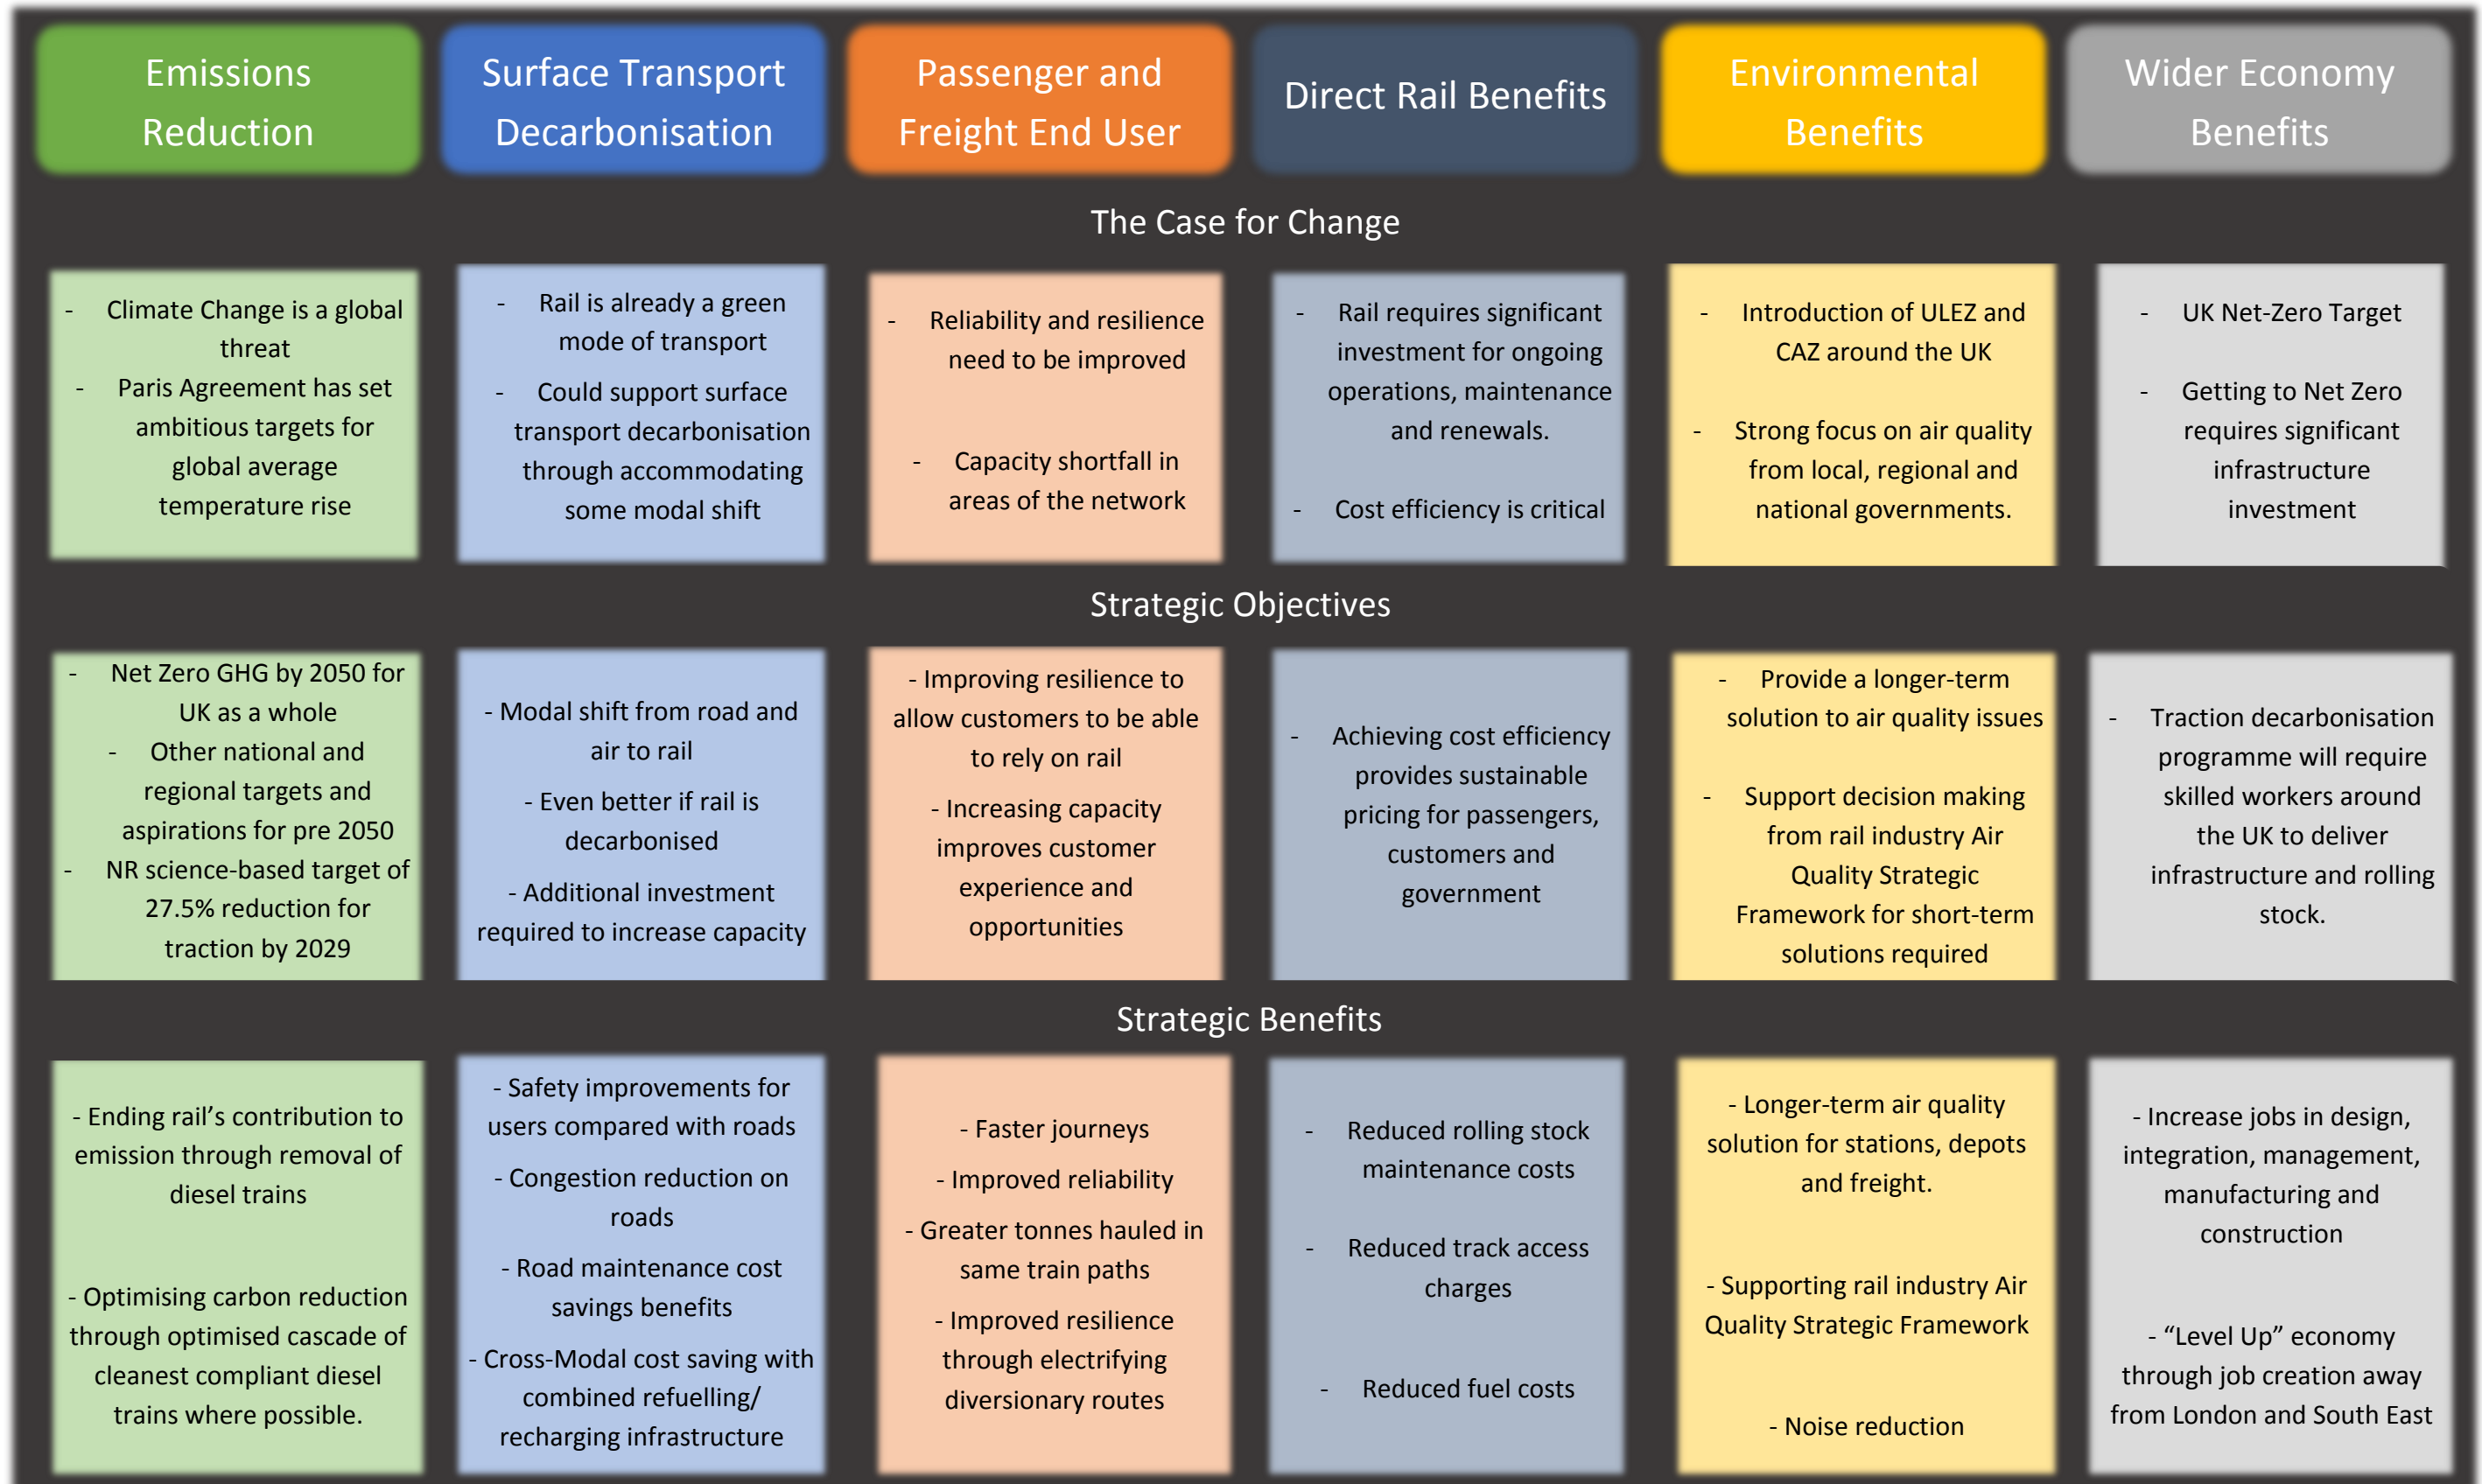 Emissions
Reduction
Surface Transport
Decarbonisation
Passenger and
Freight End User
Direct Rail Benefits
Environmental
Benefits
Wider Economy
Benefits
The Case for Change
- Climate Change is a global
threat
- Paris Agreement has set
ambitious targets for
global average
temperature rise
- Rail is already a green
mode of transport
- Could support surface
transport decarbonisation
through accommodating
some modal shift
- Reliability and resilience
need to be improved
- Capacity shortfall in
areas of the network
- Rail requires significant
investment for ongoing
operations, maintenance
and renewals.
- Cost efficiency is critical
- Introduction of ULEZ and
CAZ around the UK
- Strong focus on air quality
from local, regional and
national governments.
- UK Net-Zero Target
- Getting to Net Zero
requires significant
infrastructure
investment
Strategic Objectives
- Net Zero GHG by 2050 for
UK as a whole
- Other national and
regional targets and
aspirations for pre 2050
- NR science-based target of
27.5% reduction for
traction by 2029
- Modal shift from road and
air to rail
- Even better if rail is
decarbonised
- Additional investment
required to increase capacity
- Improving resilience to
allow customers to be able
to rely on rail
- Increasing capacity
improves customer
experience and
opportunities
- Achieving cost efficiency
provides sustainable
pricing for passengers,
customers and
government
- Provide a longer-term
solution to air quality issues
- Support decision making
from rail industry Air
Quality Strategic
Framework for short-term
solutions required
- Traction decarbonisation
programme will require
skilled workers around
the UK to deliver
infrastructure and rolling
stock.
Strategic Benefits
- Ending rail’s contribution to
emission through removal of
diesel trains
- Optimising carbon reduction
through optimised cascade of
cleanest compliant diesel
trains where possible.
- Safety improvements for
users compared with roads
- Congestion reduction on
roads
- Road maintenance cost
savings benefits
- Cross-Modal cost saving with
combined refuelling/
recharging infrastructure
- Faster journeys
- Improved reliability
- Greater tonnes hauled in
same train paths
- Improved resilience
through electrifying
diversionary routes
- Reduced rolling stock
maintenance costs
- Reduced track access
charges
- Reduced fuel costs
- Longer-term air quality
solution for stations, depots
and freight.
- Supporting rail industry Air
Quality Strategic Framework
- Noise reduction
- Increase jobs in design,
integration, management,
manufacturing and
construction
- “Level Up” economy
through job creation away
from London and South East